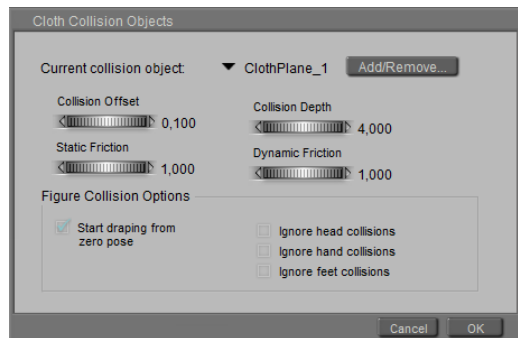 Cloth Collision Objects
Current collision object: ClothPlane_1 Add/Remove...
Collision Offset
0,100
Collision Depth
4,000
Static Friction
1,000
Dynamic Friction
1,000
Figure Collision Options
Start draping from
zero pose
Ignore head collisions
Ignore hand collisions
Ignore feet collisions
Cancel OK